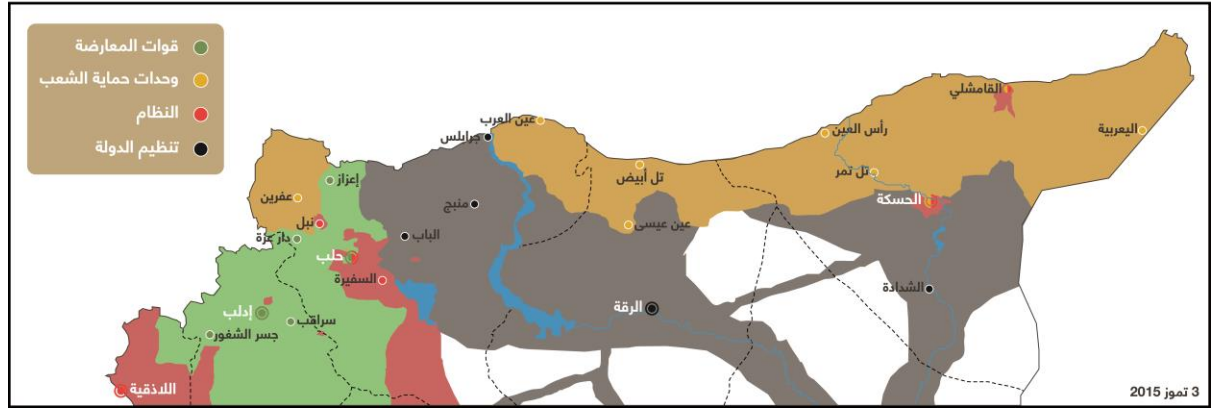 قوات المعارضة
وحدات حماية الشعب
النظام
تنظيم الدولة
القامشلي
عين العرب
جرابلس
رأس العين
اليعربية
تل أبيض
تل تمر
إعزاز
عفرين
الحسكة
منبج
نبل
عين عيسى
دار عزة
الباب
حلب
السفيرة
الشدادة
الرقة
إدلب
سراقب
جسر الشغور
اللاذقية
3 تموز 2015